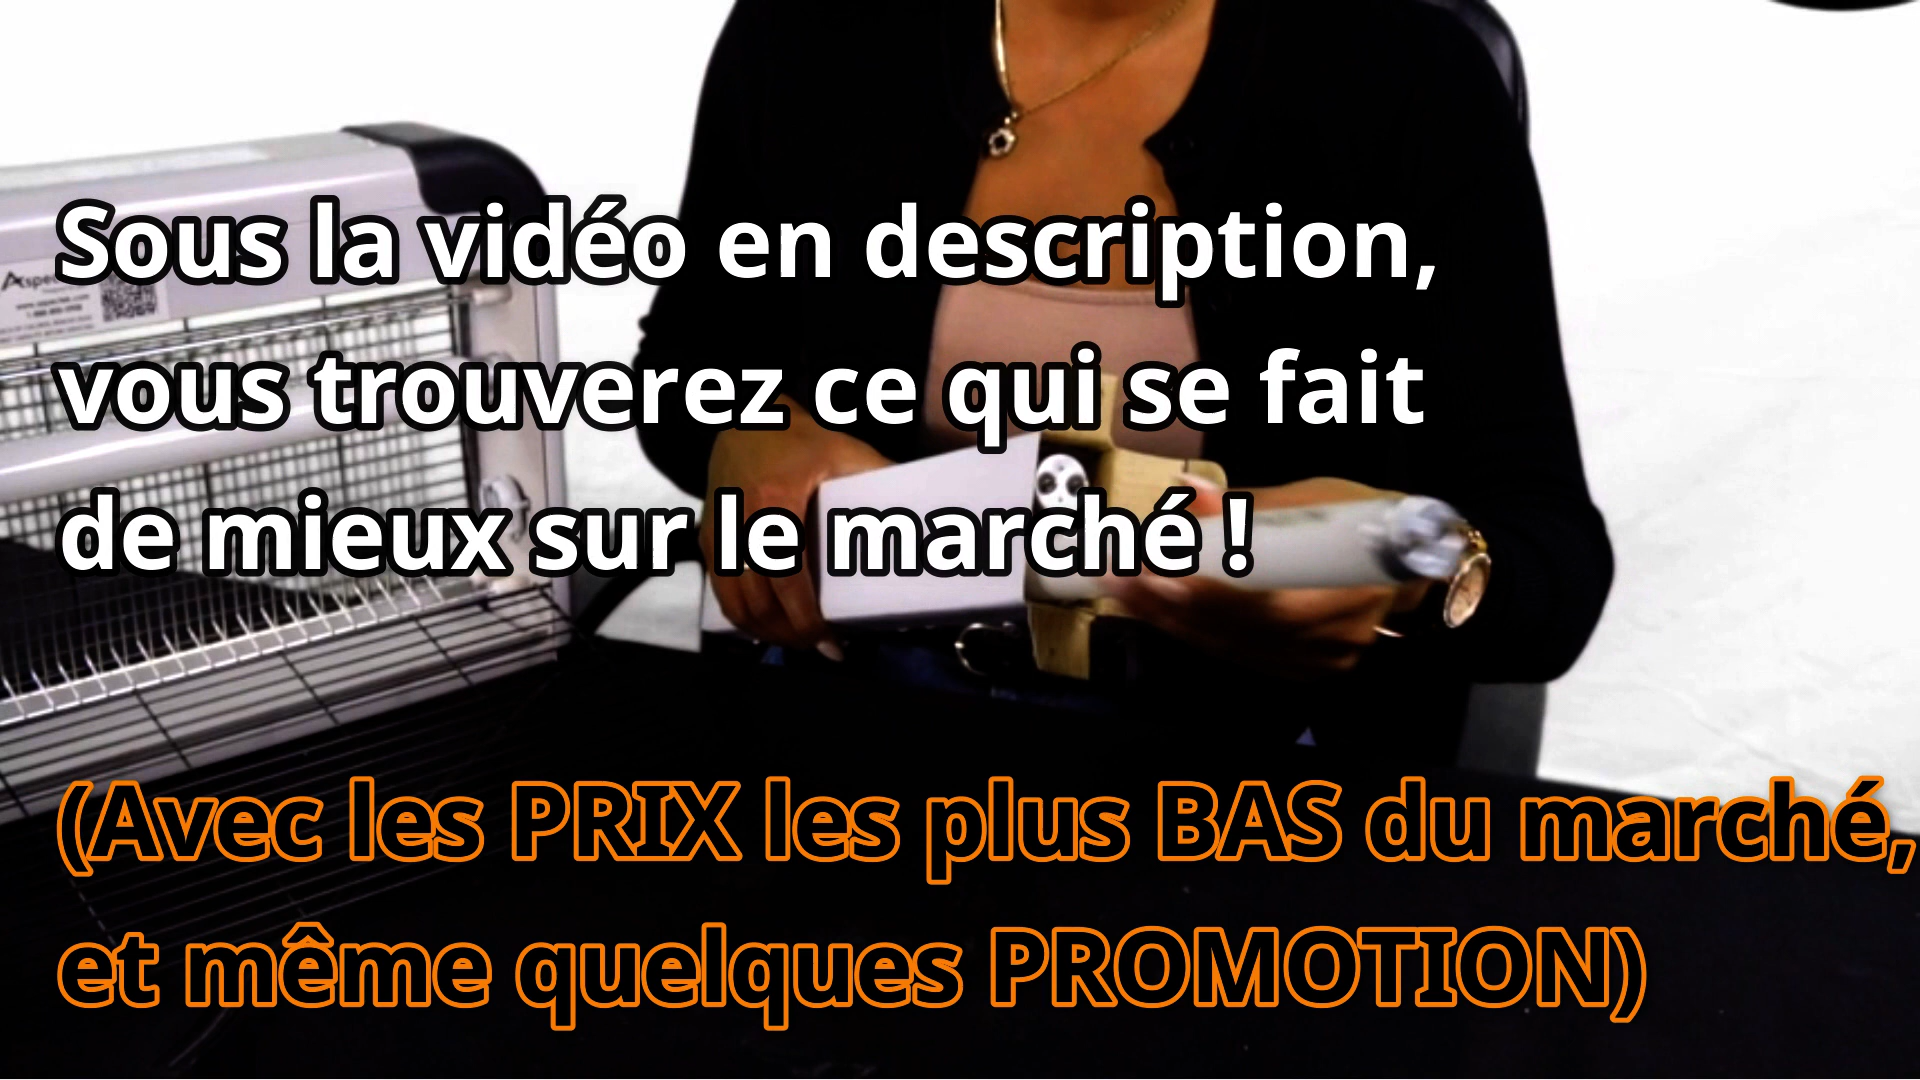 Sous la vidéo en description,
vous trouverez ce qui se fait
de mieux sur le marché !
(Avec les PRIX les plus BAS du marché,
et même quelques PROMOTION)